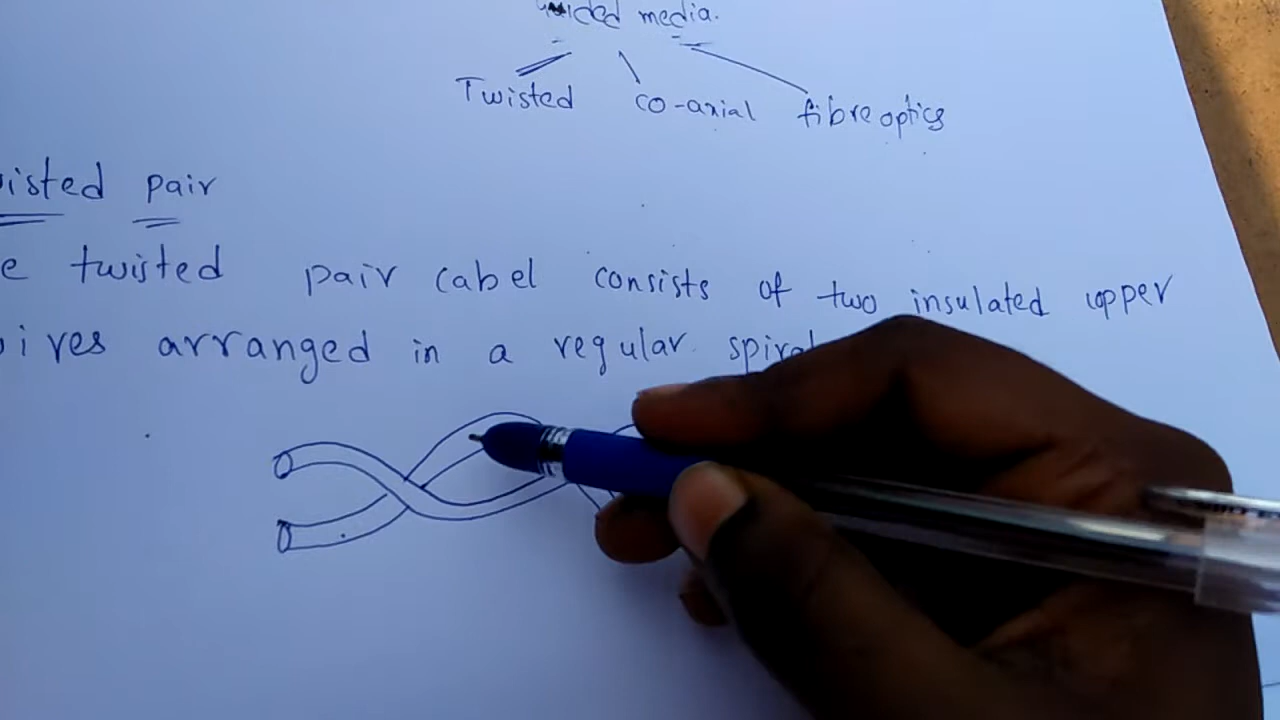 media.
Twisted co-axial fibreoptics
isted pair
e twisted pair cabel consists of two insulated copper
ires arranged in a regular spiral